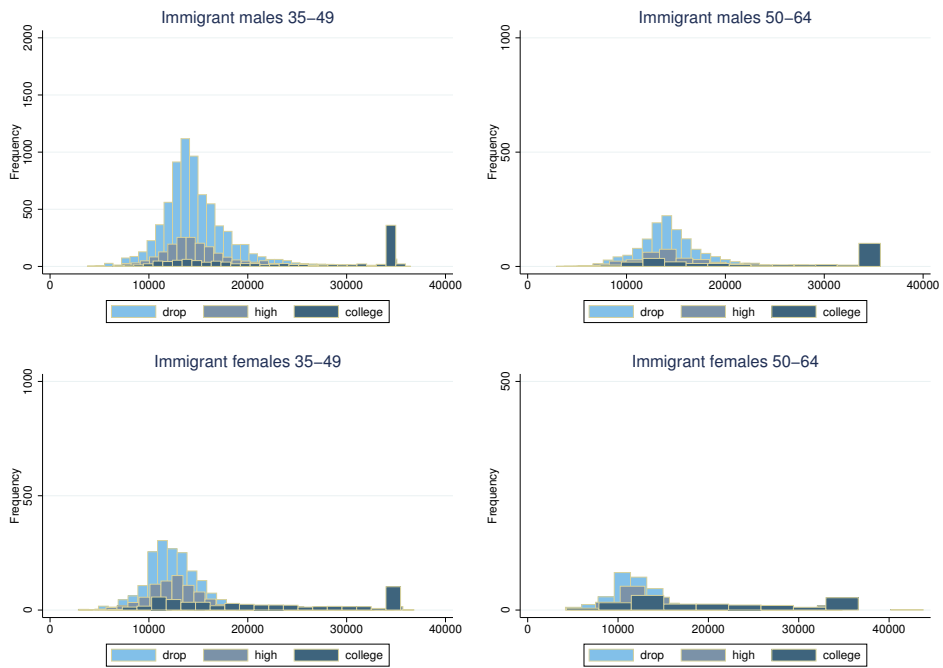 Immigrant males 35−49
Frequency
2000
1500
1000
500
0
0 10000 20000 30000 40000
drop high college
Immigrant males 50−64
Frequency
1000
500
0
0 10000 20000 30000 40000
drop high college
Immigrant females 35−49
Frequency
1000
500
0
0 10000 20000 30000 40000
drop high college
Immigrant females 50−64
Frequency
500
0
0 10000 20000 30000 40000
drop high college